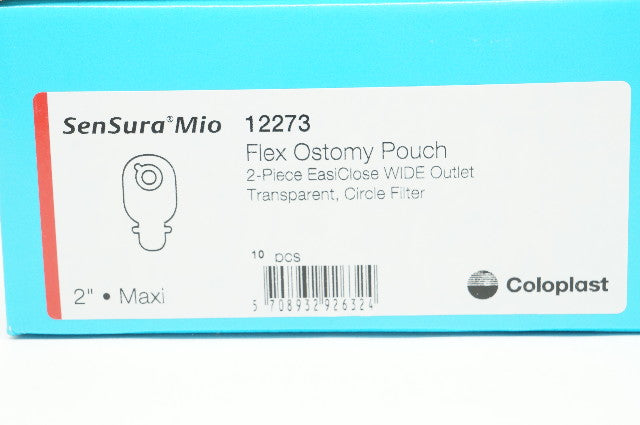 SenSura® Mio 12273
Flex Ostomy Pouch
2-Piece EasiClose WIDE Outlet
Transparent, Circle Filter
10 pcs
2" • Maxi
5 708932 926324
Coloplast